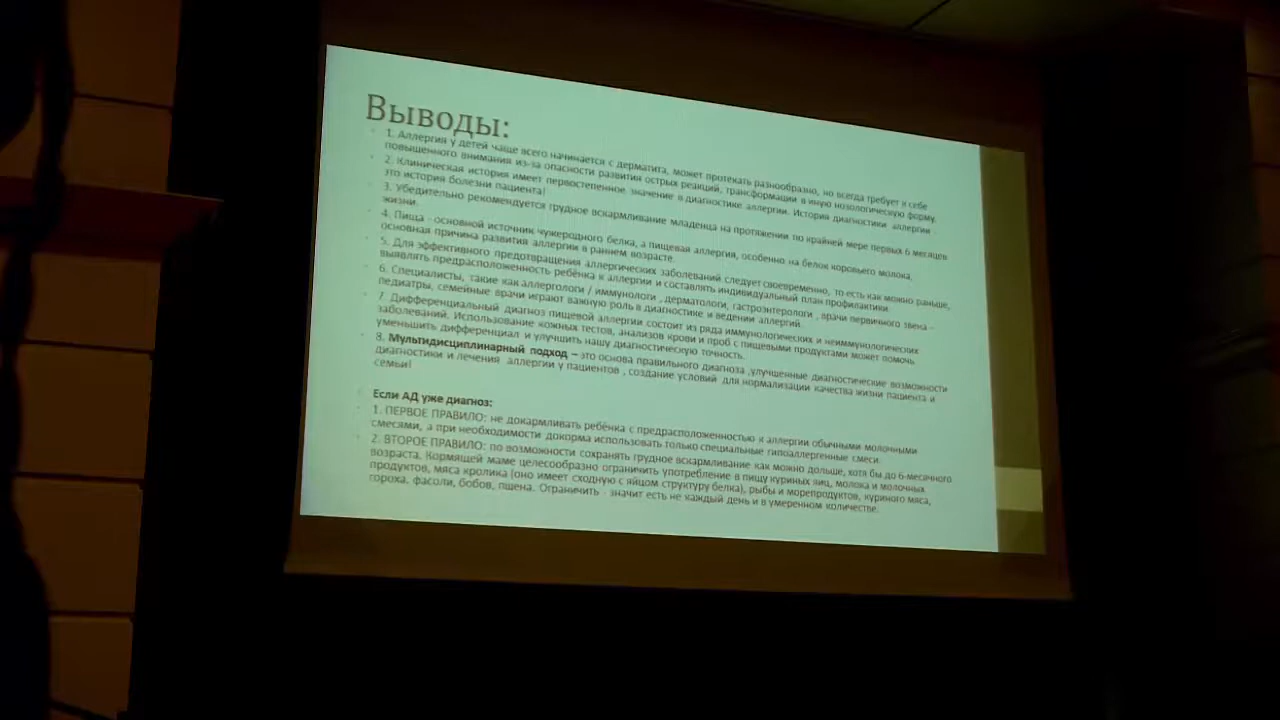 Выводы:
1. Аллергия у детей чаще всего начинается с дерматита, может протекать разнообразно, но всегда требует к себе
повышенного внимания из-за опасности развития острых реакций, трансформации в иную нозологическую форму.
2. Клиническая история имеет первостепенное значение в диагностике аллергии. История диагностики аллергии -
это история болезни пациента!
3. Убедительно рекомендуется грудное вскармливание младенца на протяжении по крайней мере первых 6 месяцев
жизни.
4. Пища - основной источник чужеродного белка, а пищевая аллергия, особенно на белок коровьего молока,
основная причина развития аллергии в раннем возрасте.
5. Для эффективного предотвращения аллергических заболеваний следует своевременно, то есть как можно раньше,
выявлять предрасположенность ребёнка к аллергии и составлять индивидуальный план профилактики.
6. Специалисты, такие как аллергологи / иммунологи , дерматологи, гастроэнтерологи , врачи первичного звена -
педиатры, семейные врачи играют важную роль в диагностике и ведении аллергий.
7. Дифференциальный диагноз пищевой аллергии состоит из ряда иммунологических и неиммунологических
заболеваний. Использование кожных тестов, анализов крови и проб с пищевыми продуктами может помочь
уменьшить дифференциал и улучшить нашу диагностическую точность.
8. Мультидисциплинарный подход – это основа правильного диагноза ,улучшенные диагностические возможности
диагностики и лечения аллергии у пациентов , создание условий для нормализации качества жизни пациента и
семьи!
Если АД уже диагноз:
1. ПЕРВОЕ ПРАВИЛО: не докармливать ребёнка с предрасположенностью к аллергии обычными молочными
смесями, а при необходимости докорма использовать только специальные гипоаллергенные смеси.
2. ВТОРОЕ ПРАВИЛО: по возможности сохранять грудное вскармливание как можно дольше, хотя бы до 6-месячного
возраста. Кормящей маме целесообразно ограничить употребление в пищу куриных яиц, молока и молочных
продуктов, мяса кролика (оно имеет сходную с яйцом структуру белка), рыбы и морепродуктов, куриного мяса,
гороха, фасоли, бобов, пшена. Ограничить - значит есть не каждый день и в умеренном количестве.